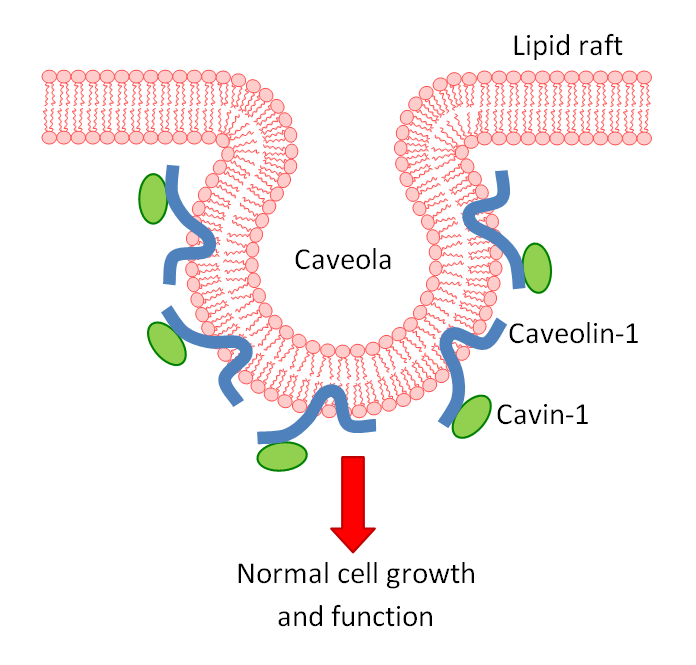 Lipid raft
Caveola
Caveolin-1
Cavin-1
Normal cell growth
and function